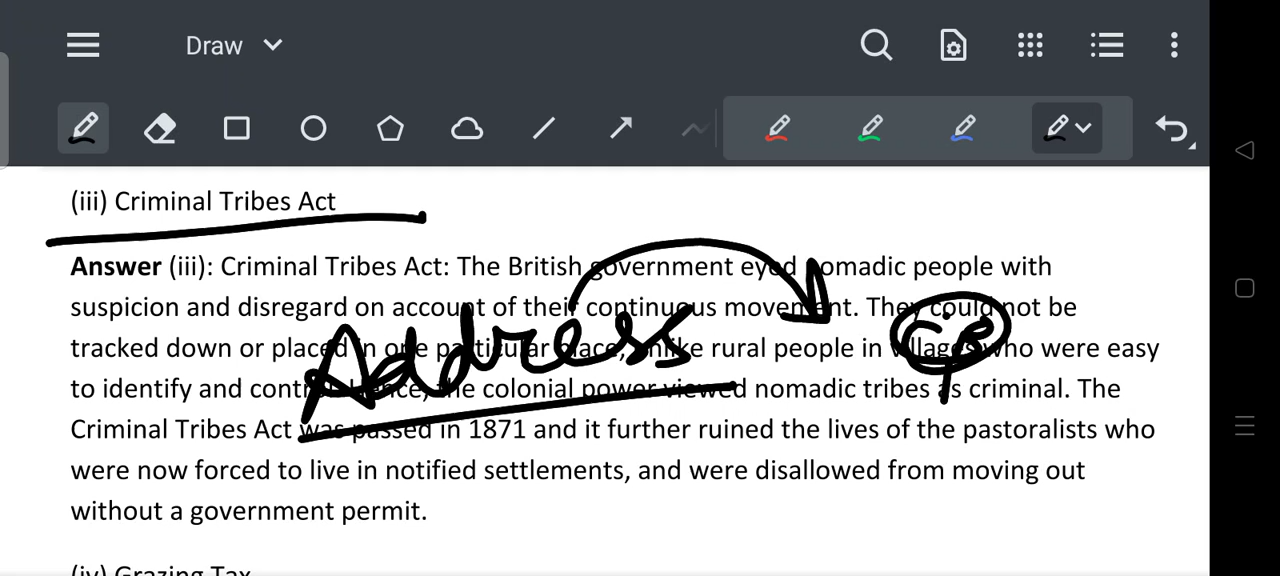 Draw
(iii) Criminal Tribes Act
Answer (iii): Criminal Tribes Act: The British government eyed nomadic people with
suspicion and disregard on account of their continuous movement. They could not be
tracked down or placed in one particular place, unlike rural people in villages who were easy
to identify and control. Hence, the colonial power viewed nomadic tribes as criminal. The
Criminal Tribes Act was passed in 1871 and it further ruined the lives of the pastoralists who
were now forced to live in notified settlements, and were disallowed from moving out
without a government permit.
Address
(iv) Grazing Tax